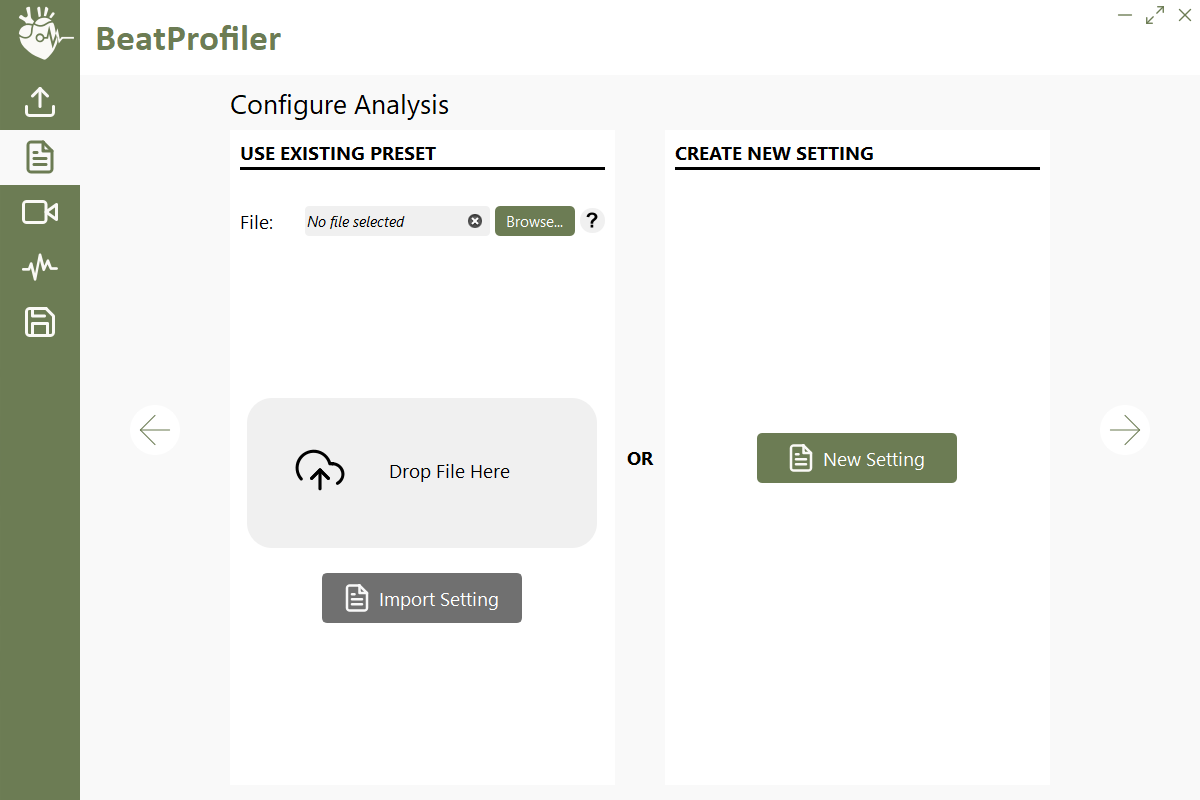 BeatProfiler
Configure Analysis
USE EXISTING PRESET
File: No file selected Browse... ?
Drop File Here
Import Setting
OR
CREATE NEW SETTING
New Setting